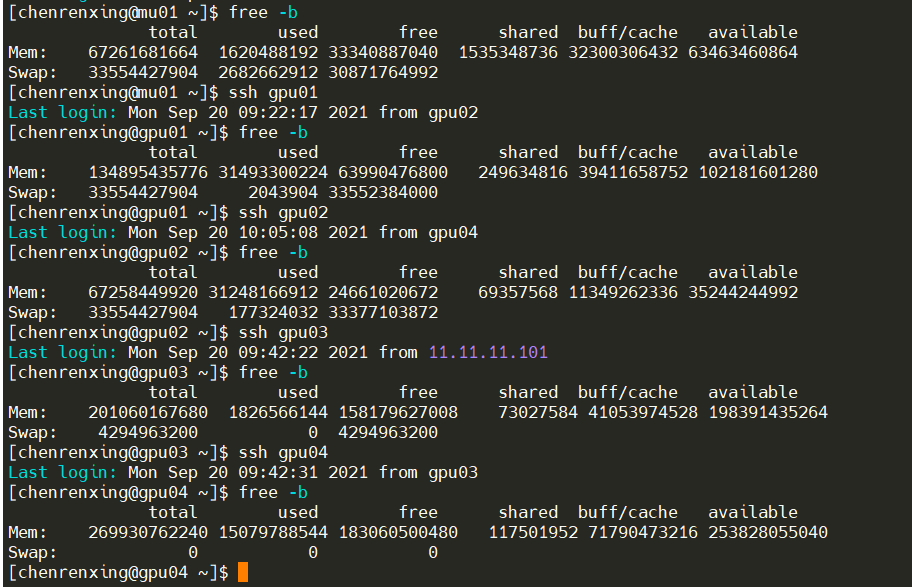 [chenrenxing@mu01 ~]$ free -b
              total        used        free      shared  buff/cache   available
Mem:    67261681664  1620488192 33340887040  1535348736 32300306432 63463460864
Swap:   33554427904  2682662912 30871764992
[chenrenxing@mu01 ~]$ ssh gpu01
Last login: Mon Sep 20 09:22:17 2021 from gpu02
[chenrenxing@gpu01 ~]$ free -b
              total        used        free      shared  buff/cache   available
Mem:    134895435776 31493300224 63990476800   249634816 39411658752 102181601280
Swap:   33554427904     2043904 33552384000
[chenrenxing@gpu01 ~]$ ssh gpu02
Last login: Mon Sep 20 10:05:08 2021 from gpu04
[chenrenxing@gpu02 ~]$ free -b
              total        used        free      shared  buff/cache   available
Mem:    67258449920 31248166912 24661020672    69357568 11349262336 35244244992
Swap:   33554427904   177324032 33377103872
[chenrenxing@gpu02 ~]$ ssh gpu03
Last login: Mon Sep 20 09:42:22 2021 from 11.11.11.101
[chenrenxing@gpu03 ~]$ free -b
              total        used        free      shared  buff/cache   available
Mem:    201060167680  1826566144 158179627008    73027584 41053974528 198391435264
Swap:    4294963200           0  4294963200
[chenrenxing@gpu03 ~]$ ssh gpu04
Last login: Mon Sep 20 09:42:31 2021 from gpu03
[chenrenxing@gpu04 ~]$ free -b
              total        used        free      shared  buff/cache   available
Mem:    269930762240 15079788544 183060500480   117501952 71790473216 253828055040
Swap:             0           0           0
[chenrenxing@gpu04 ~]$